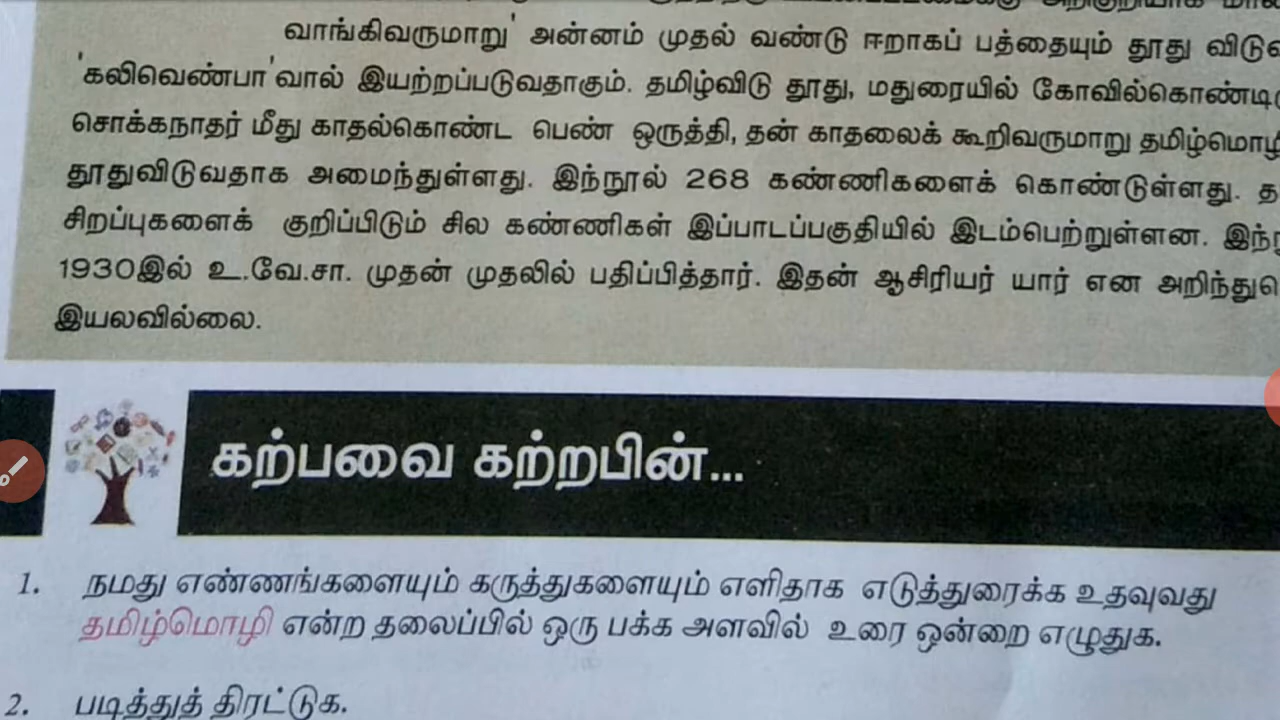 வாங்கிவருமாறு' அன்னம் முதல் வண்டு ஈறாகப் பத்தையும் தூது
'கலிவெண்பா'வால் இயற்றப்படுவதாகும். தமிழ்விடு தூது, மதுரையில்
சொக்கநாதர் மீது காதல்கொண்ட பெண் ஒருத்தி, தன் காதலைக் கூறிவருமாறு
தூதுவிடுவதாக அமைந்துள்ளது. இந்நூல் 268 கண்ணிகளைக் கொண்டுள்ளது.
சிறப்புகளைக் குறிப்பிடும் சில கண்ணிகள் இப்பாடப்பகுதியில் இடம்பெற்றுள்ளன.
1930இல் உ.வே.சா. முதன் முதலில் பதிப்பித்தார். இதன் ஆசிரியர் யார் என
இயலவில்லை.
கற்பவை கற்றபின்...
1. நமது எண்ணங்களையும் கருத்துகளையும் எளிதாக எடுத்துரைக்க உதவுவது
தமிழ்மொழி என்ற தலைப்பில் ஒரு பக்க அளவில் உரை ஒன்றை எழுதுக.
2. படித்துத் திரட்டுக.